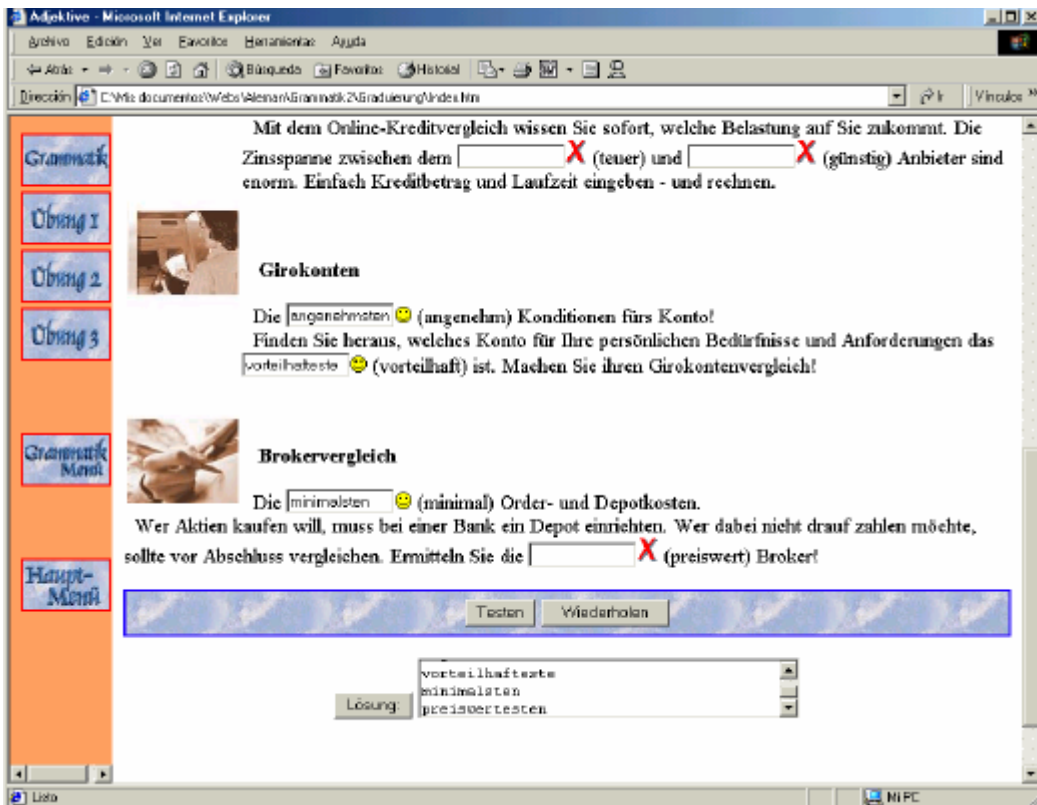 Adjektive - Microsoft Internet Explorer
Archivo Edición Ver Favoritos Herramientas Ayuda
Atrás Búsqueda Favoritos Historial
Dirección C:\Mis documentos\Webs\Aleman\Grammatik2\Graduierung\Index.htm Ir Vínculos »
Mit dem Online-Kreditvergleich wissen Sie sofort, welche Belastung auf Sie zukommt. Die
Zinsspanne zwischen dem X (teuer) und X (günstig) Anbieter sind
enorm. Einfach Kreditbetrag und Laufzeit eingeben - und rechnen.
Grammatik
Übung 1
Übung 2
Übung 3
Grammatik
Menü
Haupt-
Menü
Girokonten
Die angenehmsten (angenehm) Konditionen fürs Konto!
Finden Sie heraus, welches Konto für Ihre persönlichen Bedürfnisse und Anforderungen das
vorteilhafteste (vorteilhaft) ist. Machen Sie ihren Girokontenvergleich!
Brokervergleich
Die minimalsten (minimal) Order- und Depotkosten.
Wer Aktien kaufen will, muss bei einer Bank ein Depot einrichten. Wer dabei nicht drauf zahlen möchte,
sollte vor Abschluss vergleichen. Ermitteln Sie die X (preiswert) Broker!
Testen Wiederholen
Lösung:
vorteilhafteste
minimalsten
preiswertesten
Listo Mi PC